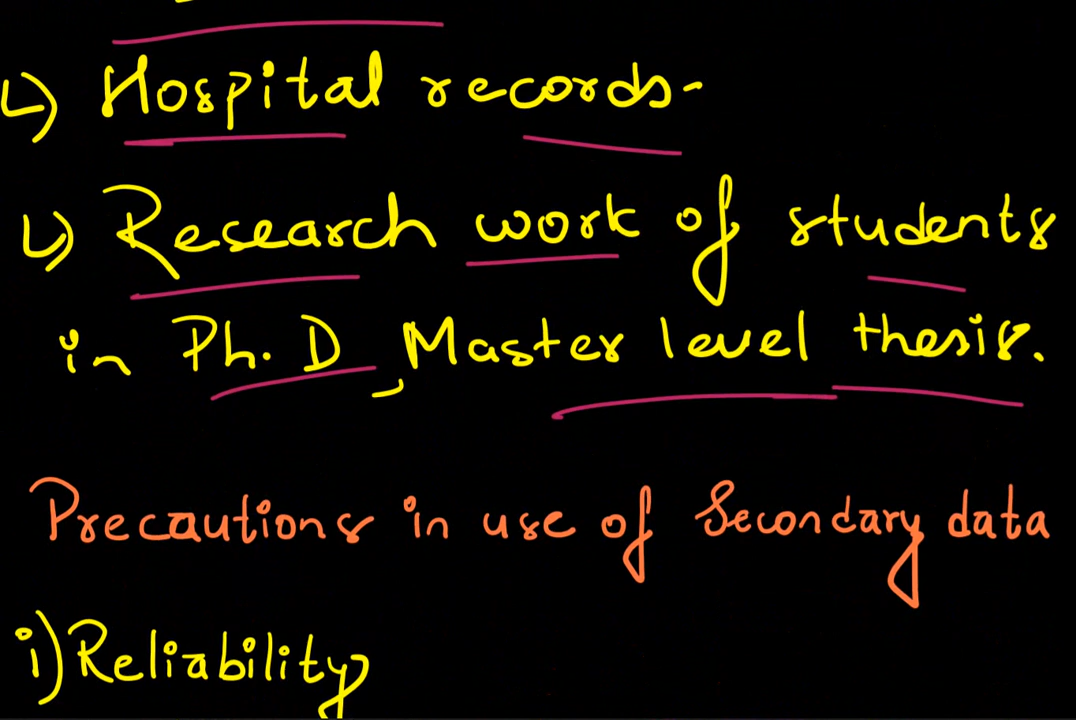 ↳ Hospital records.
↳ Research work of students
in Ph. D, Master level thesis.
Precautions in use of Secondary data
i) Reliability